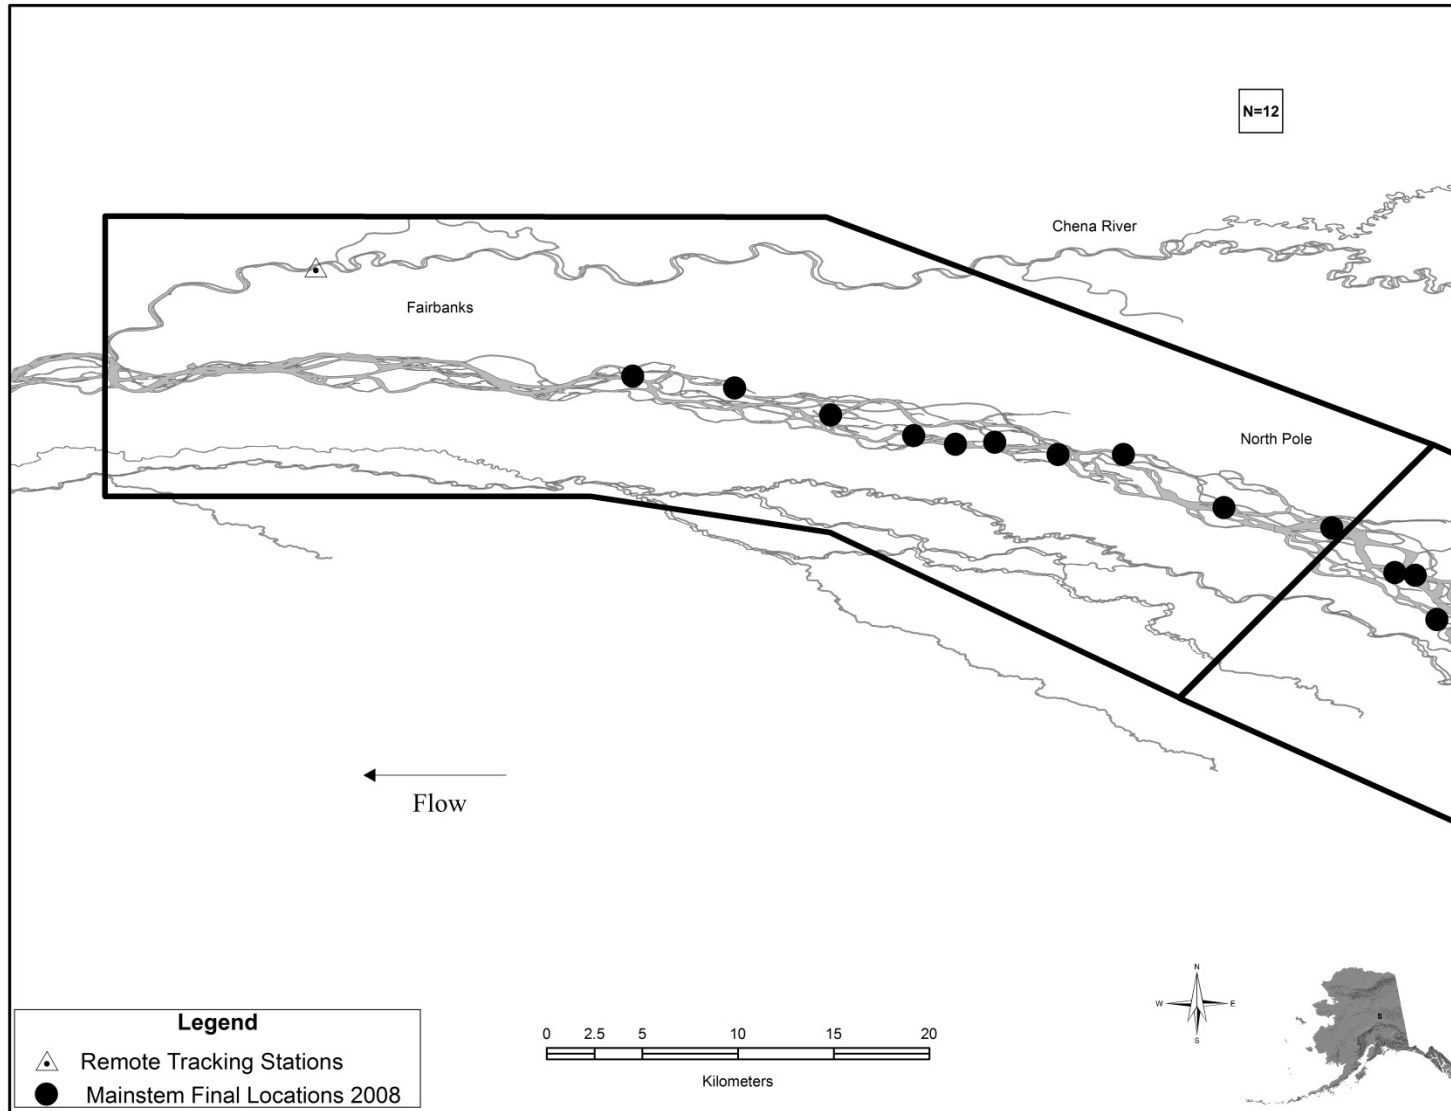 N=12
Chena River
Fairbanks
North Pole
Flow
Legend
Remote Tracking Stations
Mainstem Final Locations 2008
0 2.5 5 10 15 20
Kilometers
N
W E
S